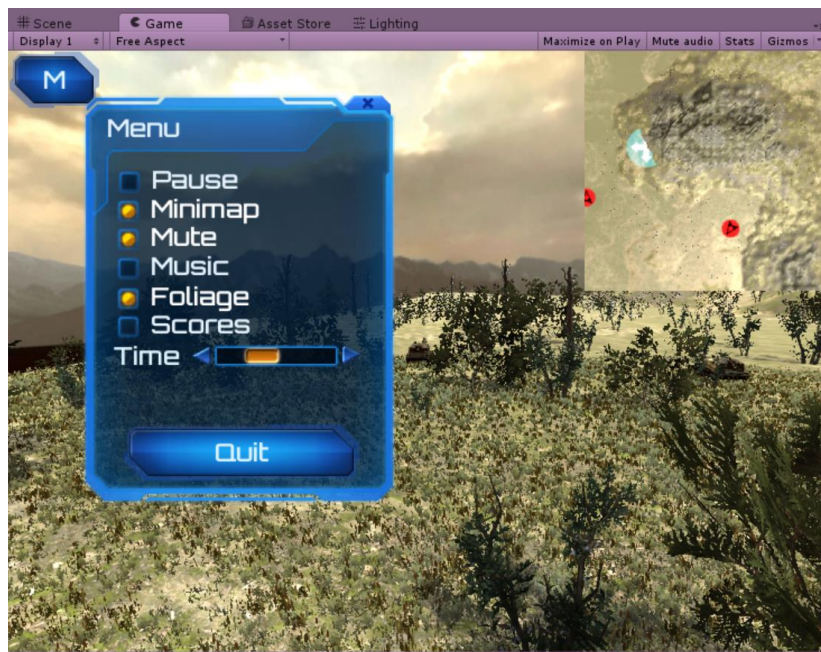 Scene Game Asset Store Lighting
Display 1 Free Aspect Maximize on Play Mute audio Stats Gizmos
M
Menu
Pause
Minimap
Mute
Music
Foliage
Scores
Time
Quit